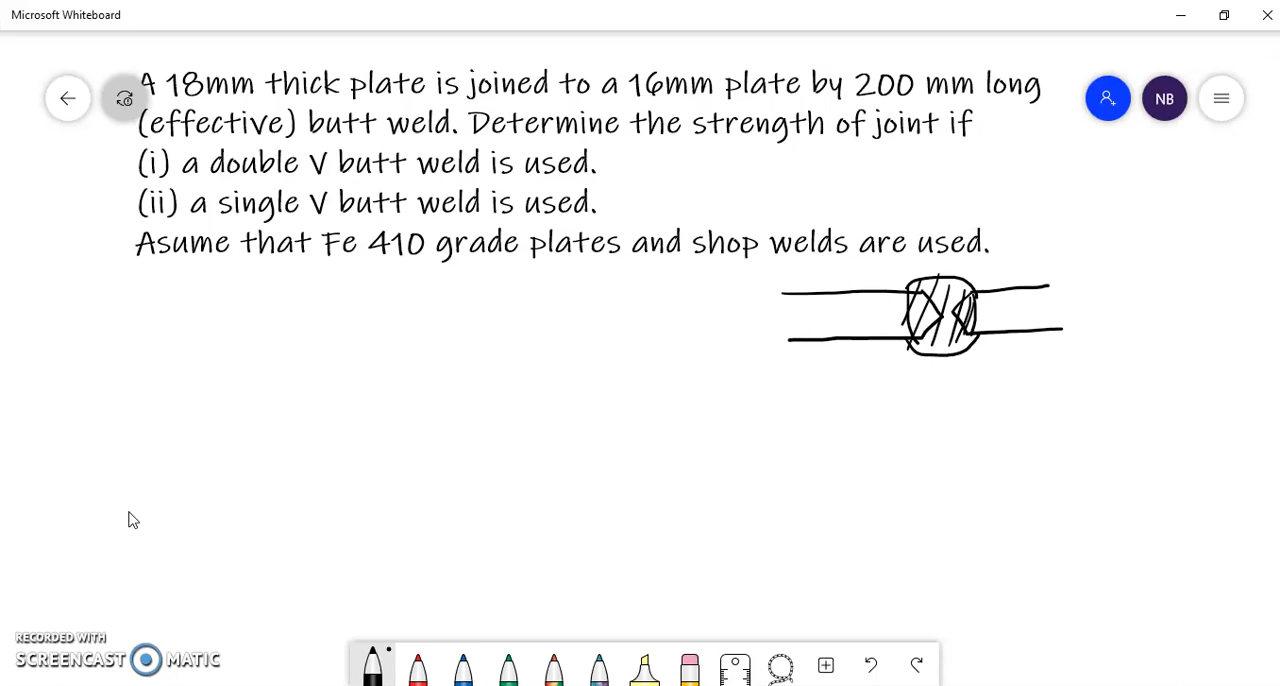 Microsoft Whiteboard
A 18mm thick plate is joined to a 16mm plate by 200 mm long
(effective) butt weld. Determine the strength of joint if
(i) a double V butt weld is used.
(ii) a single V butt weld is used.
Asume that Fe 410 grade plates and shop welds are used.
NB
RECORDED WITH
SCREENCAST MATIC